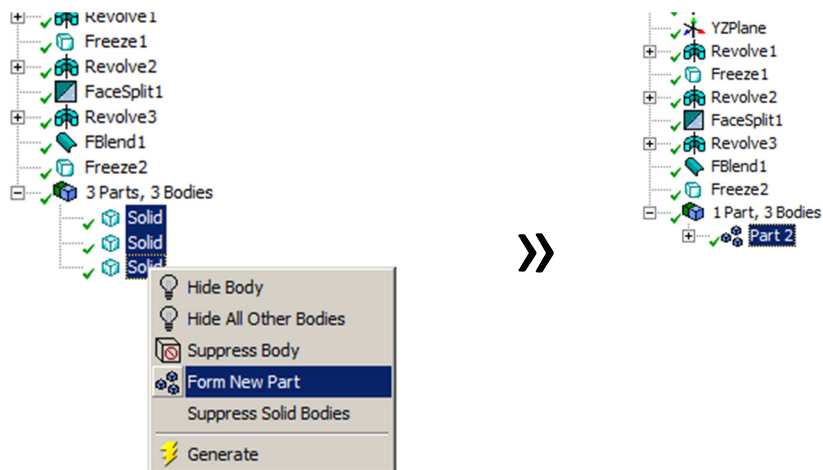 Revolve1
Freeze1
Revolve2
FaceSplit1
Revolve3
FBlend1
Freeze2
3 Parts, 3 Bodies
Solid
Solid
Solid
Hide Body
Hide All Other Bodies
Suppress Body
Form New Part
Suppress Solid Bodies
Generate
»
YZPlane
Revolve1
Freeze1
Revolve2
FaceSplit1
Revolve3
FBlend1
Freeze2
1 Part, 3 Bodies
Part 2